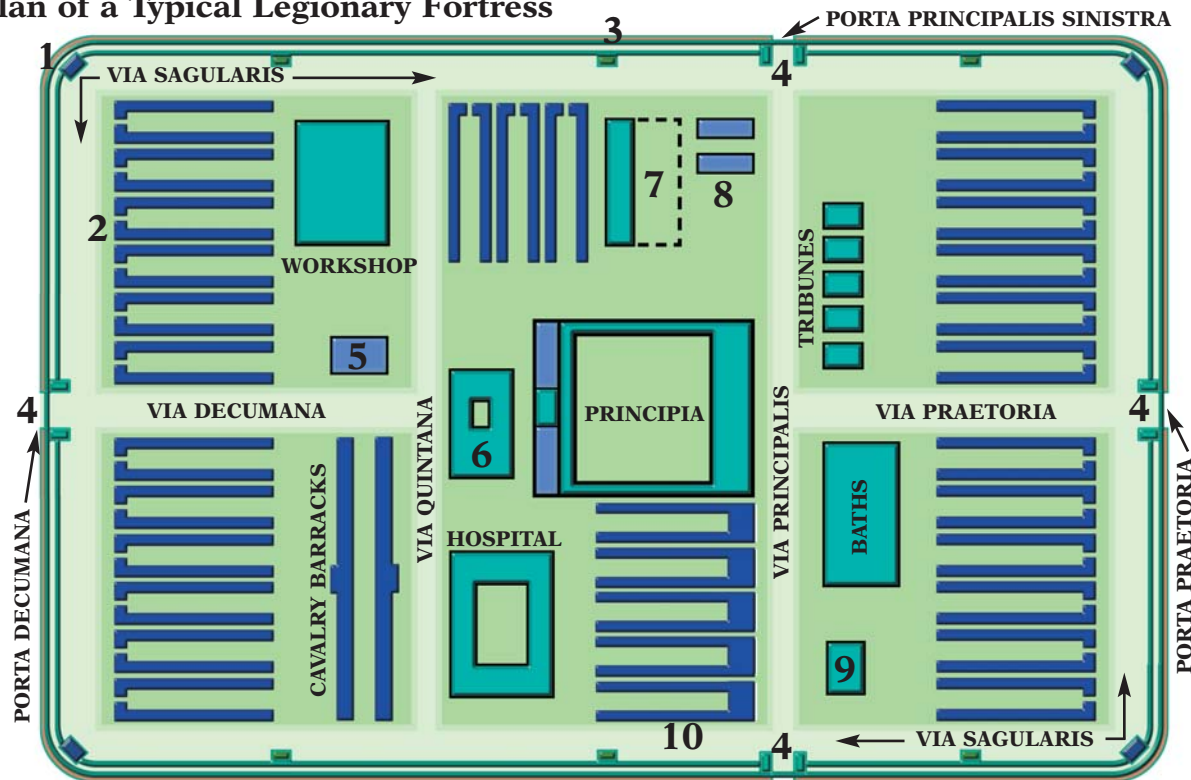 lan of a Typical Legionary Fortress
PORTA PRINCIPALIS SINISTRA
1
3
4
VIA SAGULARIS
2
WORKSHOP
5
7
8
TRIBUNES
4
VIA DECUMANA
VIA QUINTANA
6
PRINCIPIA
VIA PRINCIPALIS
VIA PRAETORIA
4
PORTA DECUMANA
CAVALRY BARRACKS
HOSPITAL
BATHS
PORTA PRAETORIA
9
10
4
VIA SAGULARIS